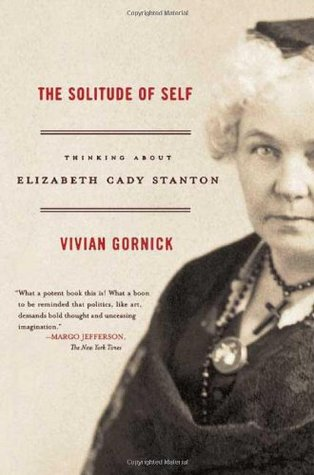 THE SOLITUDE OF SELF
THINKING ABOUT
ELIZABETH CADY STANTON
VIVIAN GORNICK
"What a potent book this is! What a boon
to be reminded that politics, like art,
demands bold thought and unceasing
imagination."
—MARGO JEFFERSON,
The New York Times
Copyrighted Material